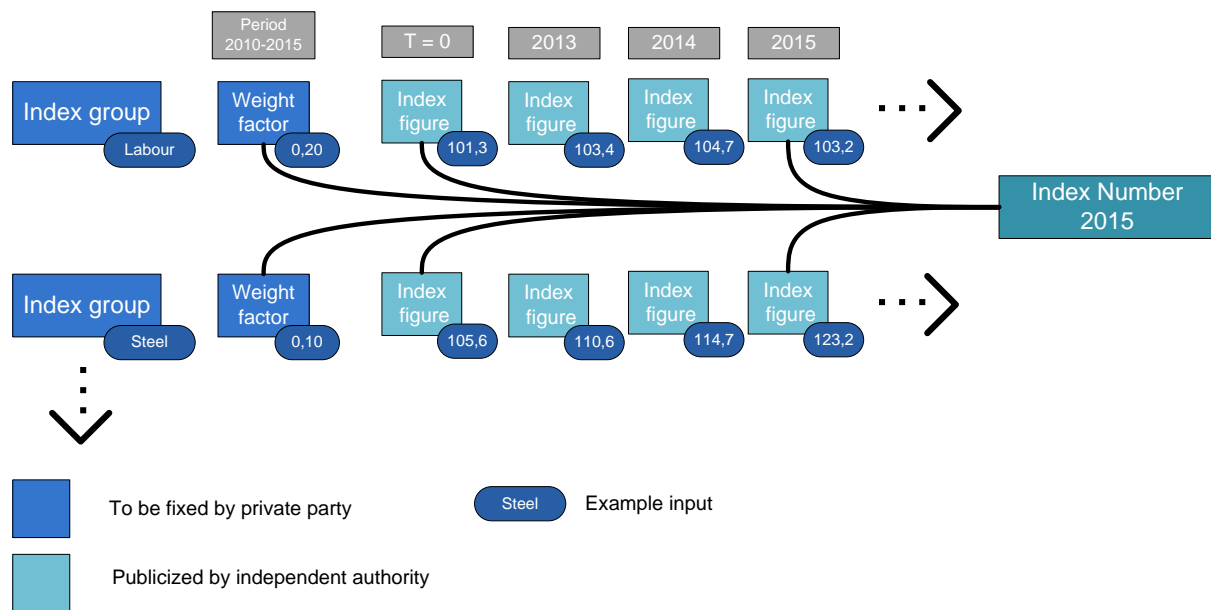 Period
2010-2015
T = 0
2013
2014
2015
Index group
Labour
Weight
factor
0,20
Index
figure
101,3
Index
figure
103,4
Index
figure
104,7
Index
figure
103,2
Index Number
2015
Index group
Steel
Weight
factor
0,10
Index
figure
105,6
Index
figure
110,6
Index
figure
114,7
Index
figure
123,2
To be fixed by private party
Steel
Example input
Publicized by independent authority